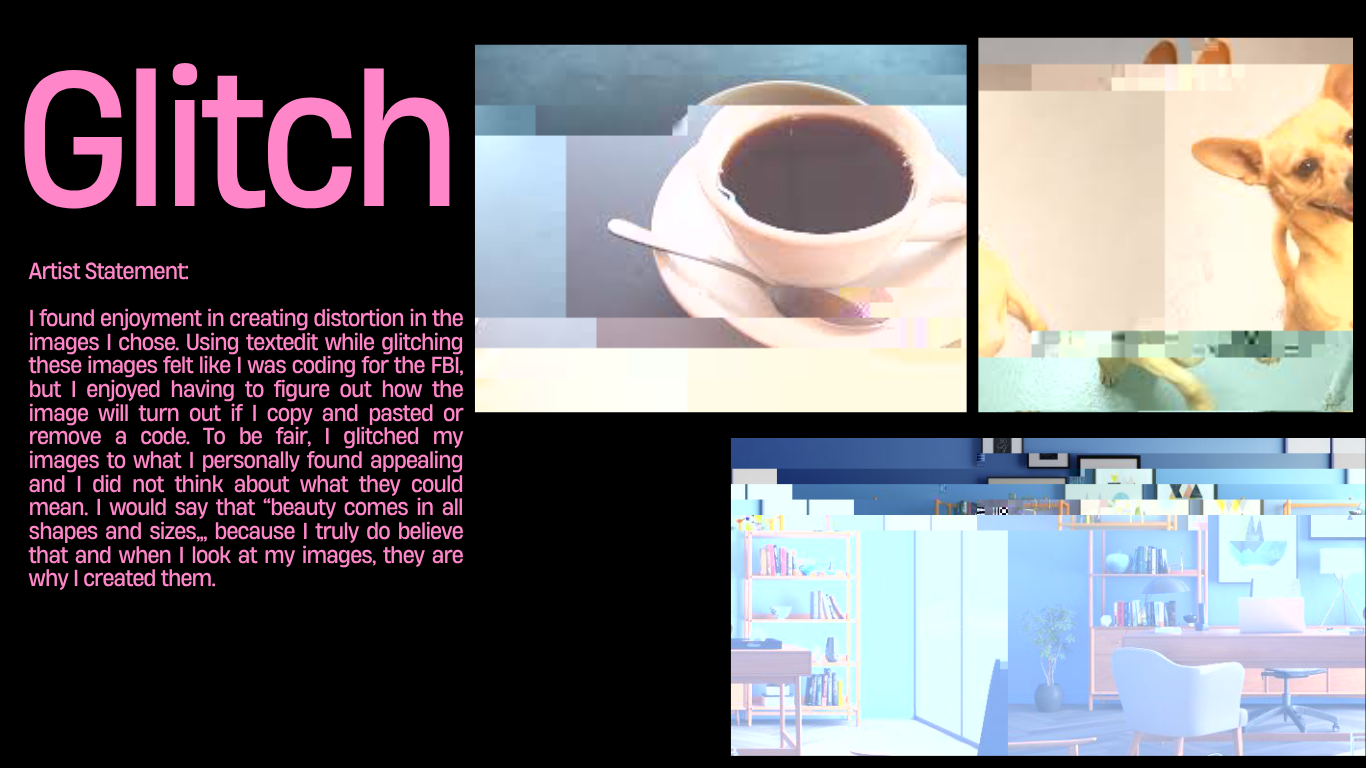 Glitch
Artist Statement:
I found enjoyment in creating distortion in the
images I chose. Using textedit while glitching
these images felt like I was coding for the FBI,
but I enjoyed having to figure out how the
image will turn out if I copy and pasted or
remove a code. To be fair, I glitched my
images to what I personally found appealing
and I did not think about what they could
mean. I would say that “beauty comes in all
shapes and sizes„, because I truly do believe
that and when I look at my images, they are
why I created them.